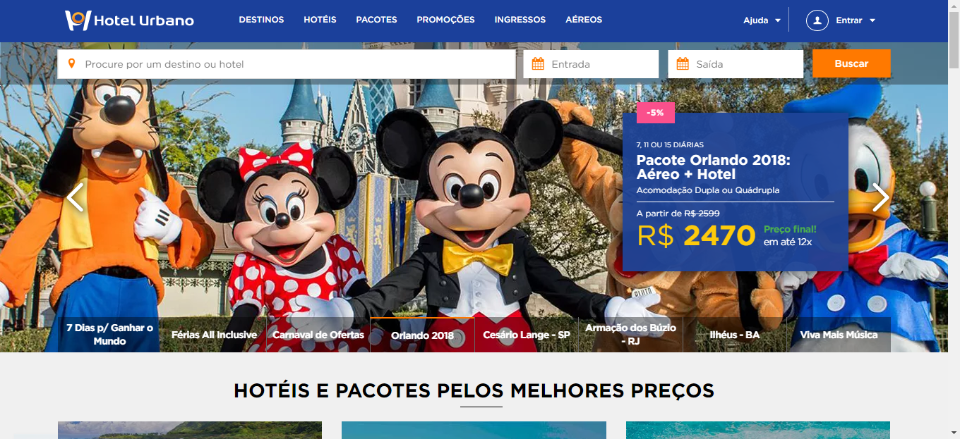 Hotel Urbano
DESTINOS HOTÉIS PACOTES PROMOÇÕES INGRESSOS AÉREOS
Ajuda Entrar
Procure por um destino ou hotel
Entrada
Saída
Buscar
-5%
7, 11 OU 15 DIÁRIAS
Pacote Orlando 2018:
Aéreo + Hotel
Acomodação Dupla ou Quádrupla
A partir de R$ 2599
R$ 2470
Preço final!
em até 12x
PLUTO
7 Dias p/ Ganhar o
Mundo
Férias All Inclusive
Carnaval de Ofertas
Orlando 2018
Cesário Lange - SP
Armação dos Búzio
- RJ
Ilhéus - BA
Viva Mais Música
HOTÉIS E PACOTES PELOS MELHORES PREÇOS